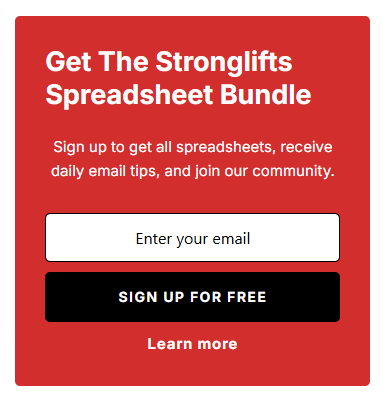 Get The Stronglifts
Spreadsheet Bundle
Sign up to get all spreadsheets, receive
daily email tips, and join our community.
Enter your email
SIGN UP FOR FREE
Learn more